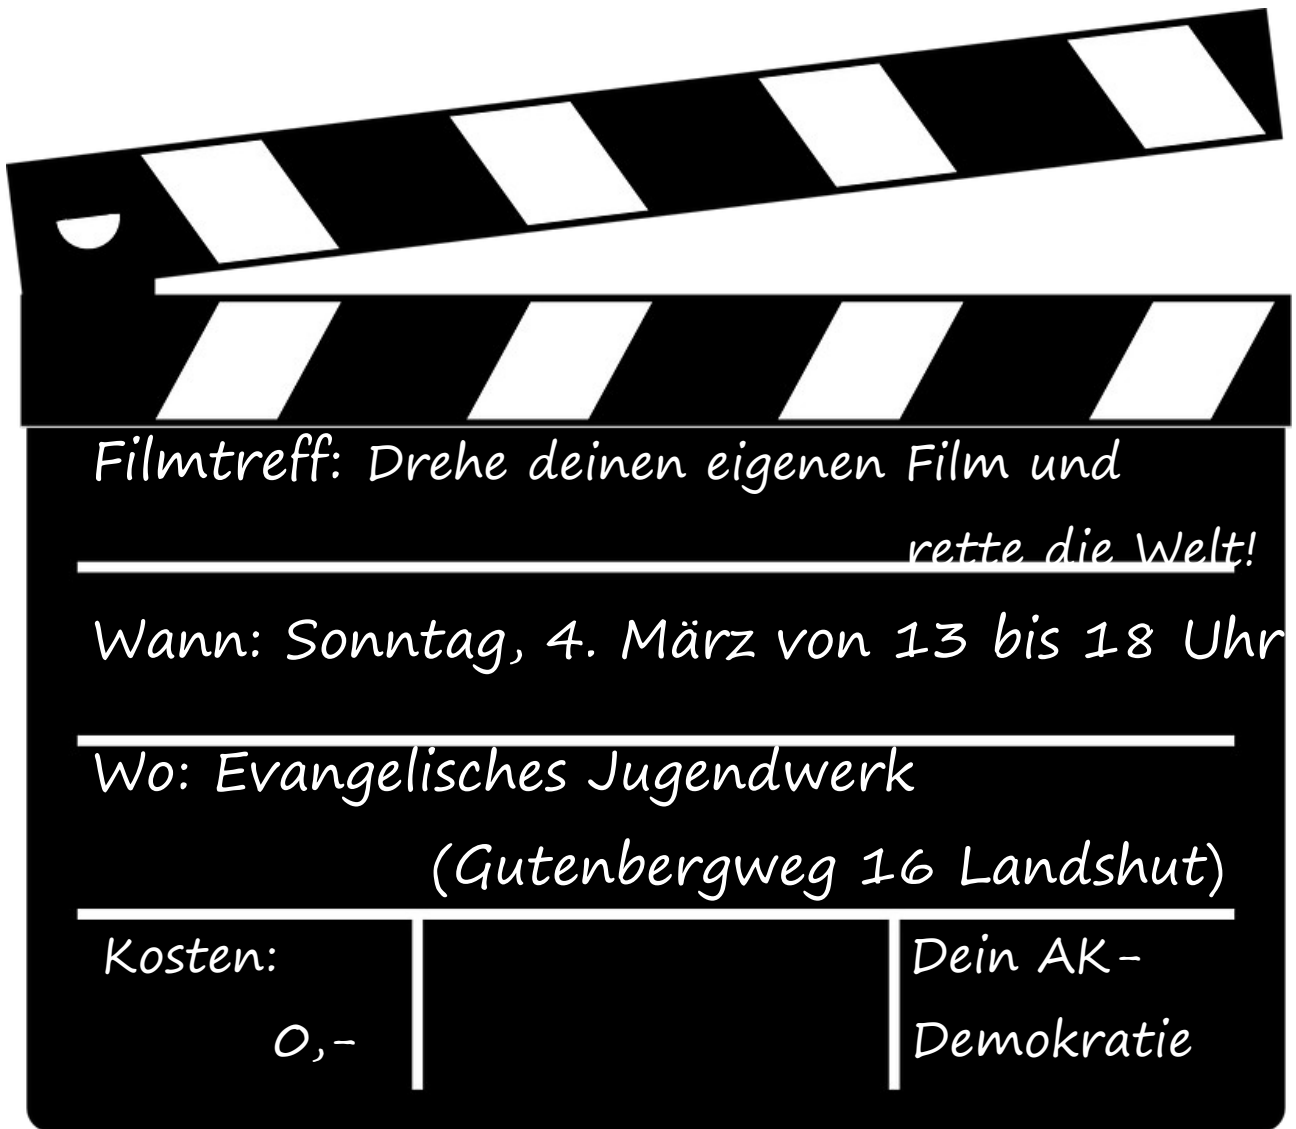 Filmtreff: Drehe deinen eigenen Film und
rette die Welt!
Wann: Sonntag, 4. März von 13 bis 18 Uhr
Wo: Evangelisches Jugendwerk
(Gutenbergweg 16 Landshut)
Kosten:
0,-
Dein AK-
Demokratie